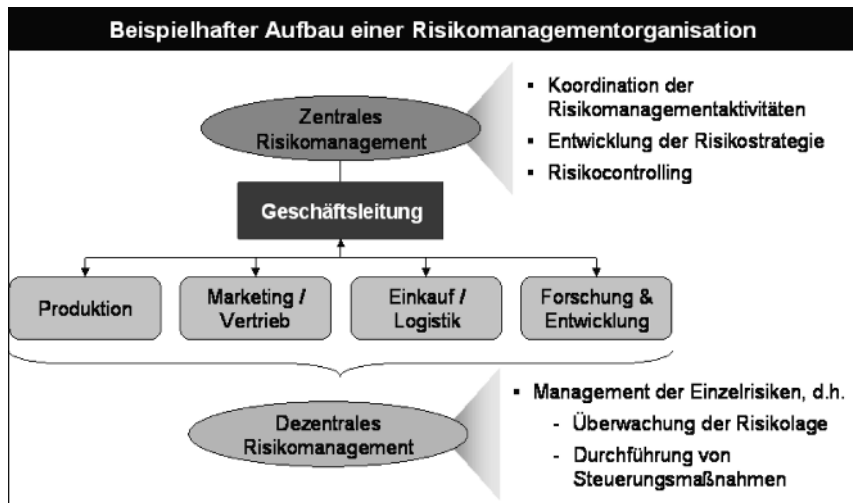 Beispielhafter Aufbau einer Risikomanagementorganisation
Zentrales
Risikomanagement
▪ Koordination der
Risikomanagementaktivitäten
▪ Entwicklung der Risikostrategie
▪ Risikocontrolling
Geschäftsleitung
Produktion
Marketing /
Vertrieb
Einkauf /
Logistik
Forschung &
Entwicklung
Dezentrales
Risikomanagement
▪ Management der Einzelrisiken, d.h.
- Überwachung der Risikolage
- Durchführung von
Steuerungsmaßnahmen